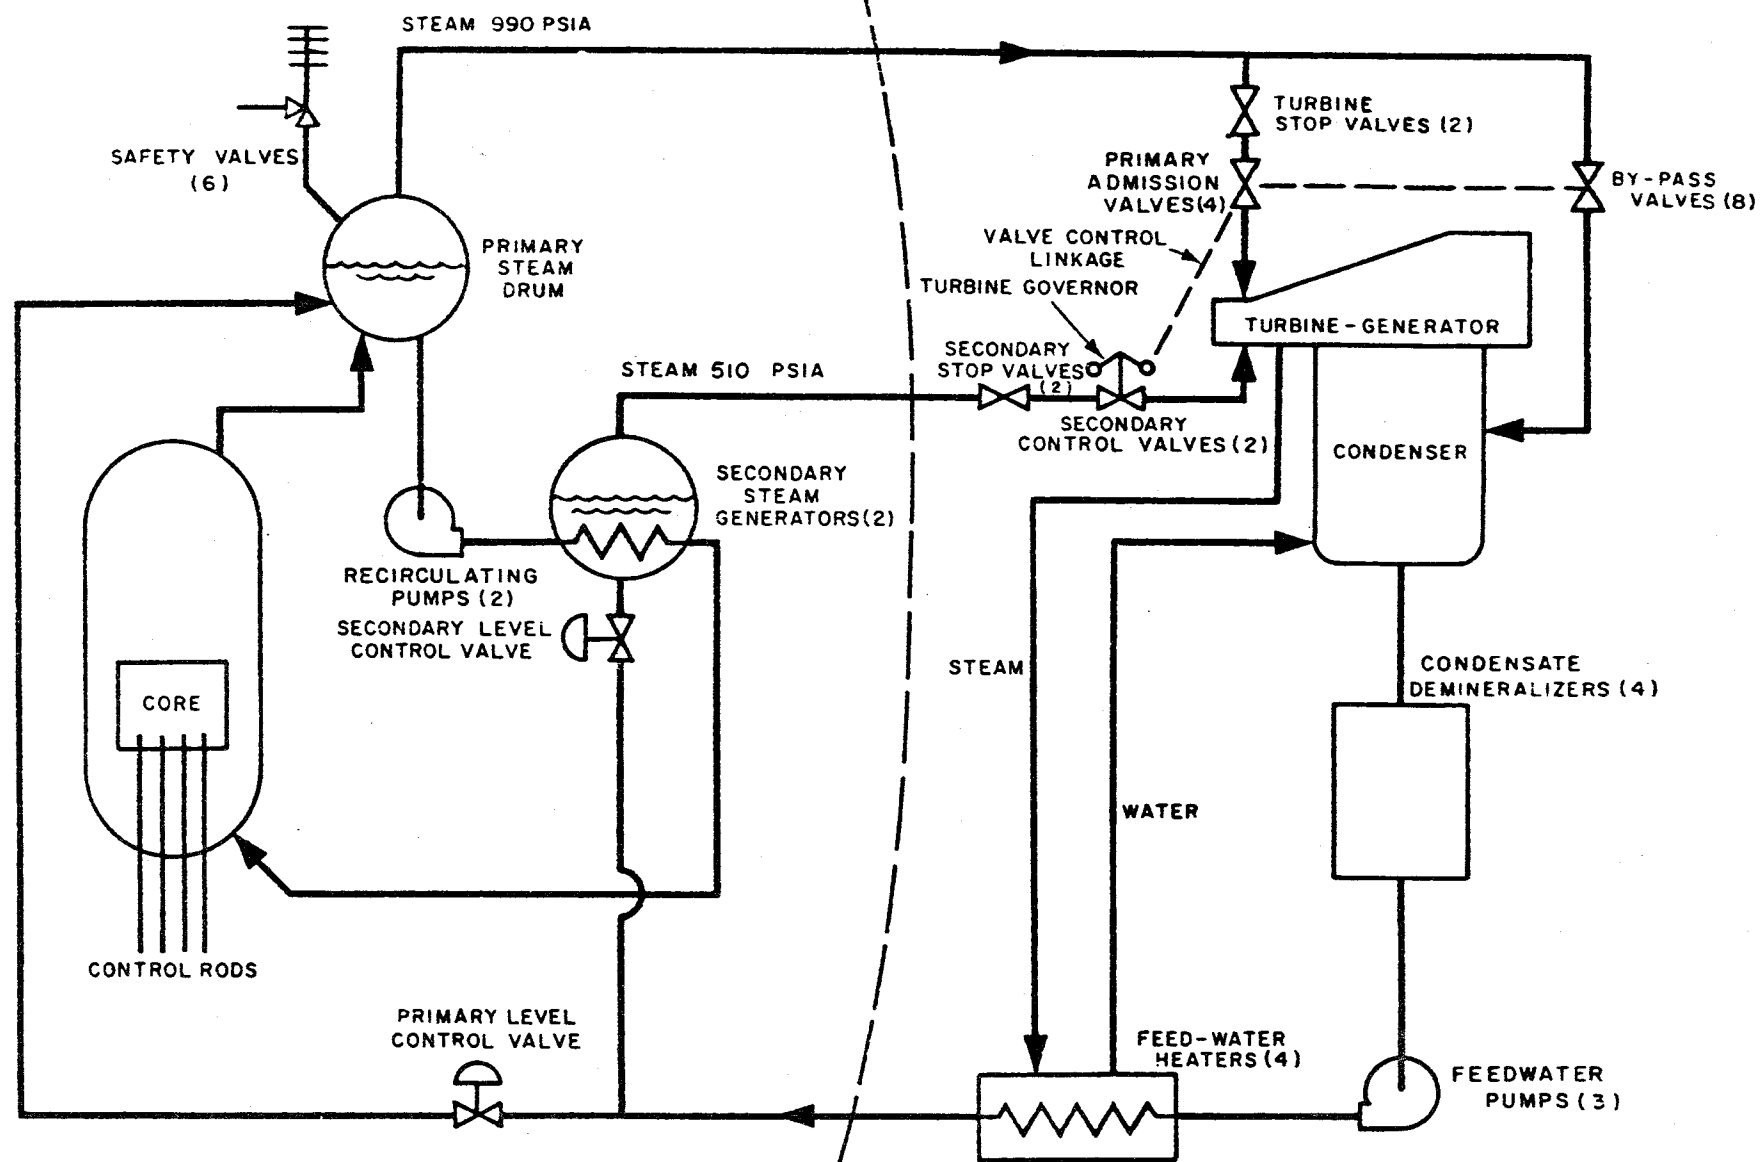 STEAM 990 PSIA
SAFETY VALVES
(6)
PRIMARY
STEAM
DRUM
TURBINE
STOP VALVES (2)
PRIMARY
ADMISSION
VALVES(4)
BY-PASS
VALVES (8)
VALVE CONTROL
LINKAGE
TURBINE GOVERNOR
TURBINE-GENERATOR
SECONDARY
STOP VALVES
(2)
STEAM 510 PSIA
SECONDARY
CONTROL VALVES (2)
CONDENSER
SECONDARY
STEAM
GENERATORS(2)
RECIRCULATING
PUMPS (2)
SECONDARY LEVEL
CONTROL VALVE
CORE
STEAM
CONDENSATE
DEMINERALIZERS (4)
WATER
CONTROL RODS
PRIMARY LEVEL
CONTROL VALVE
FEED-WATER
HEATERS (4)
FEEDWATER
PUMPS (3)